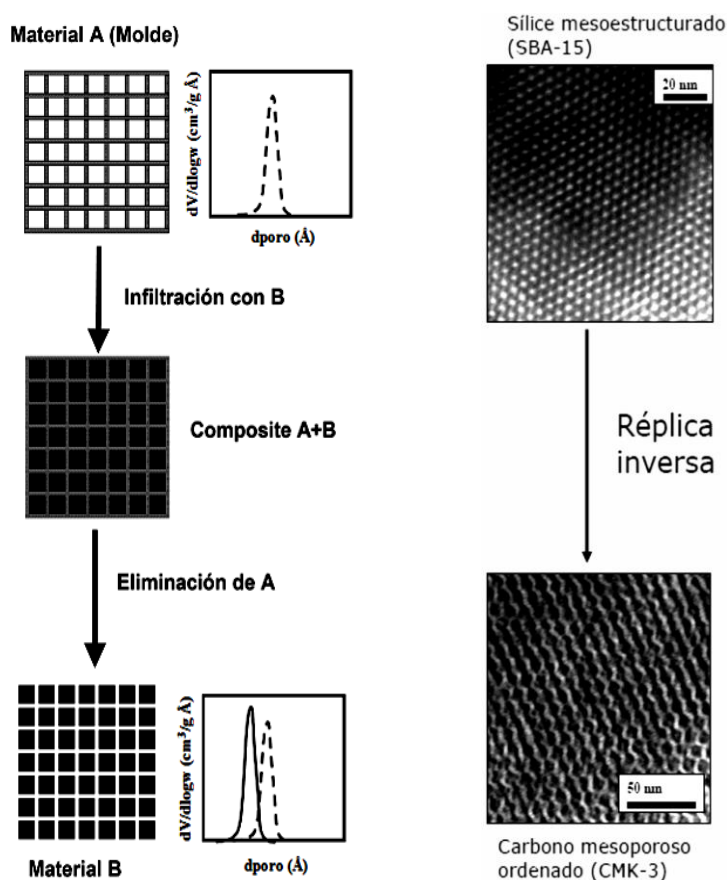 Material A (Molde)
dV/dlogw (cm³/g Å)
dporo (Å)
Infiltración con B
Composite A+B
Eliminación de A
dV/dlogw (cm³/g Å)
Material B
dporo (Å)
Sílice mesoestructurado
(SBA-15)
20 nm
Réplica
inversa
50 nm
Carbono mesoporoso
ordenado (CMK-3)